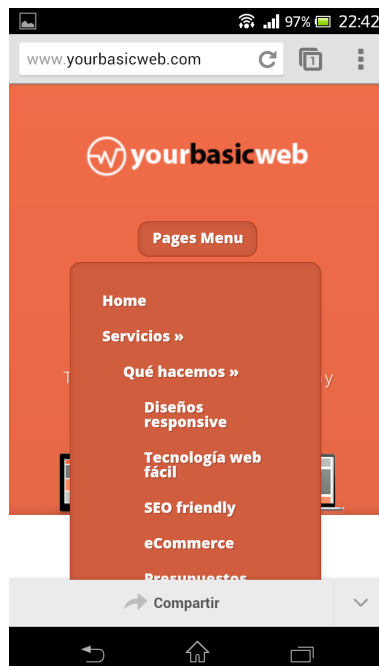 97% 22:42
www.yourbasicweb.com 1
yourbasicweb
Pages Menu
Home
Servicios »
Qué hacemos »
Diseños
responsive
Tecnología web
fácil
SEO friendly
eCommerce
Presupuestos
Compartir